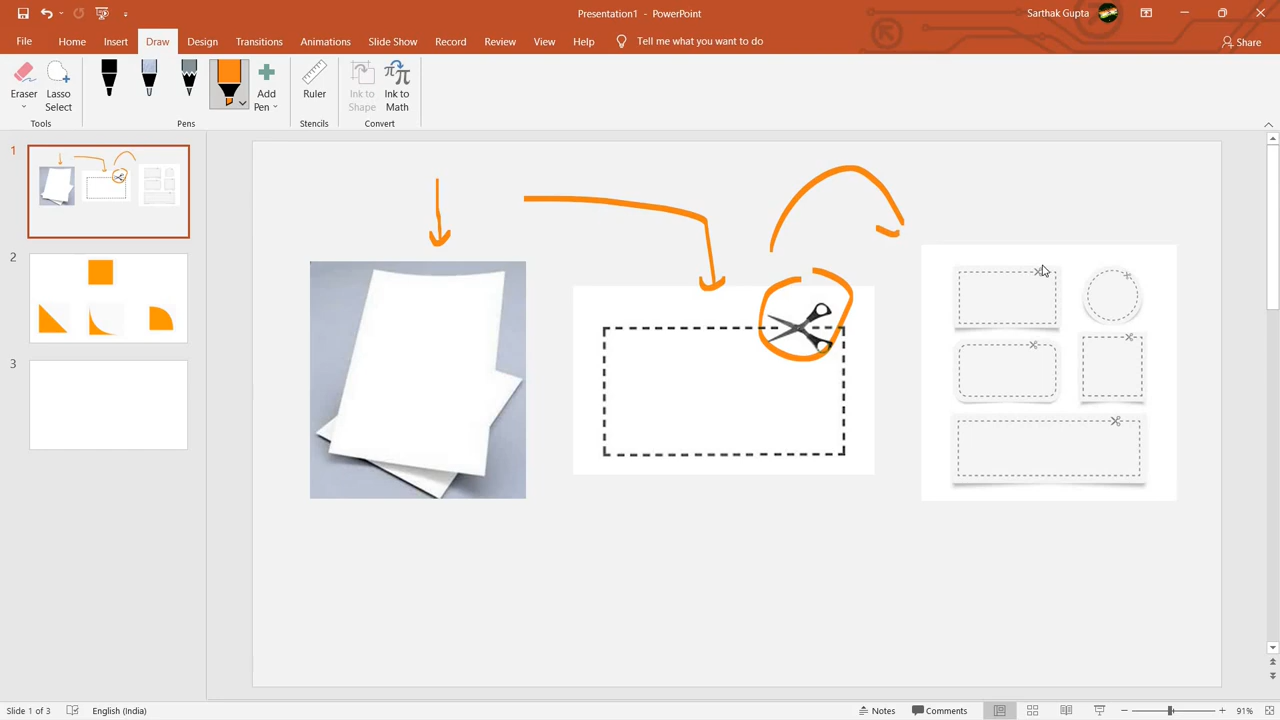 Presentation1 - PowerPoint
Sarthak Gupta
File Home Insert Draw Design Transitions Animations Slide Show Record Review View Help Tell me what you want to do Share
Eraser
Lasso Select
Add Pen
Ruler
Ink to Shape
Ink to Math
Tools Pens Stencils Convert
1
2
3
Slide 1 of 3 English (India) Notes Comments 91%